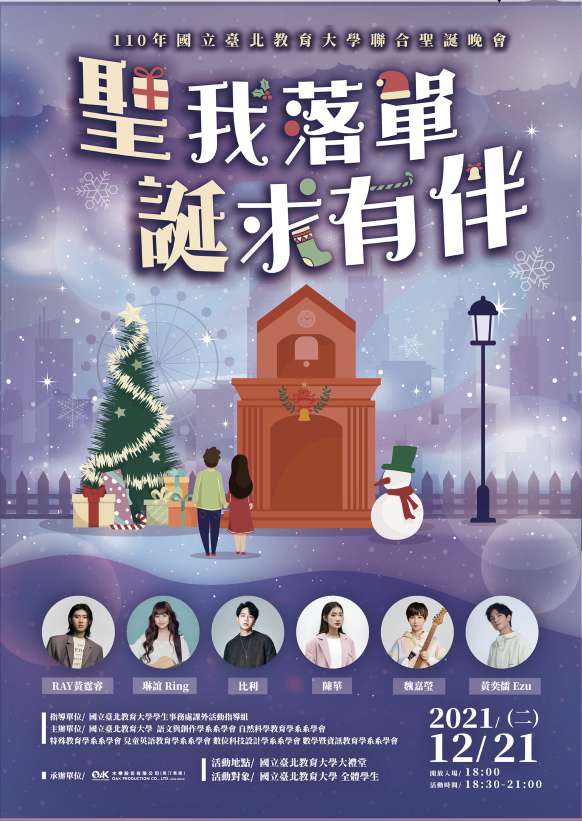 110年國立臺北教育大學聯合聖誕晚會
聖我落單
誕求有伴
RAY黃霆睿
琳誼 Ring
比利
陳華
魏嘉瑩
黃奕儒 Ezu
指導單位/ 國立臺北教育大學學生事務處課外活動指導組
主辦單位/ 國立臺北教育大學 語文與創作學系系學會 自然科學教育學系系學會
特殊教育學系系學會 兒童英語教育學系系學會 數位科技設計學系系學會 數學暨資訊教育學系系學會
承辦單位/
OAK PRODUCTION CO., LTD.
活動地點/ 國立臺北教育大學大禮堂
活動對象/ 國立臺北教育大學 全體學生
2021/ (二)
12/21
開放入場/ 18:00
活動時間/ 18:30-21:00